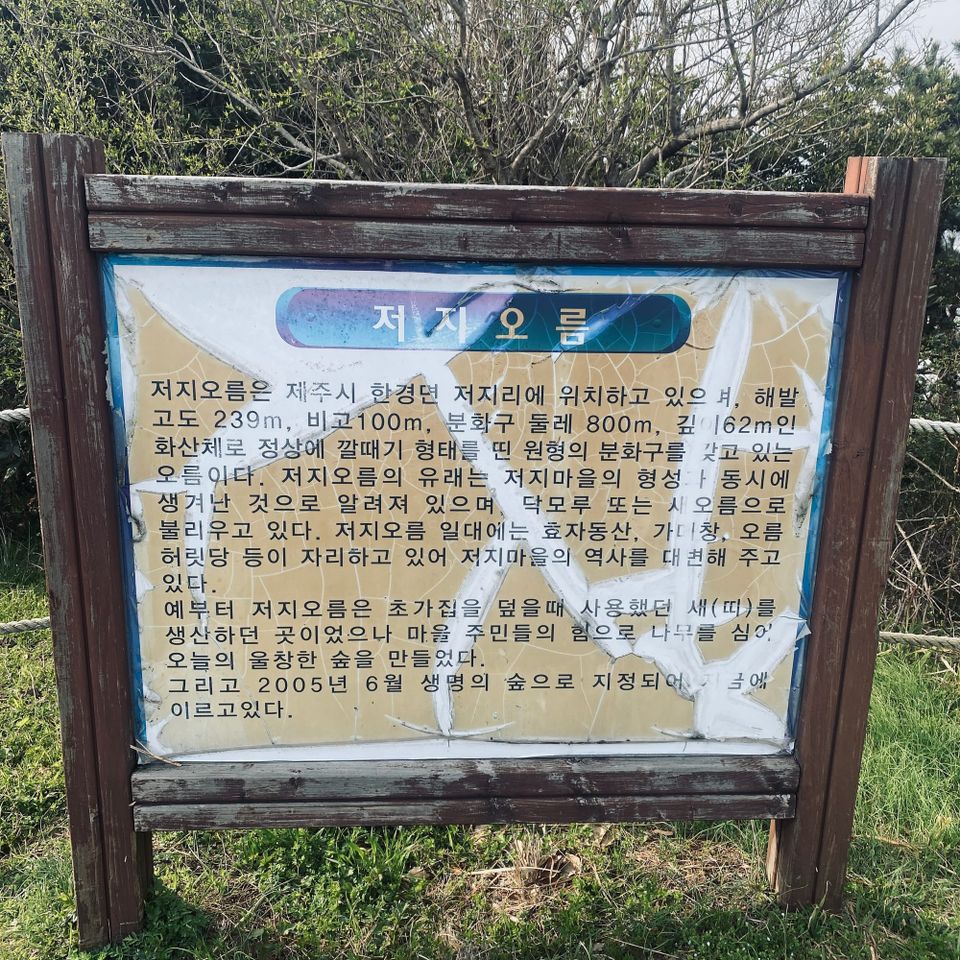 저지오름
저지오름은 제주시 한경면 저지리에 위치하고 있으며, 해발
고도 239m, 비고100m, 분화구 둘레 800m, 깊이62m인
화산체로 정상에 깔때기 형태를 띤 원형의 분화구를 갖고 있는
오름이다. 저지오름의 유래는 저지마을의 형성과 동시에
생겨난 것으로 알려져 있으며, 닥모루 또는 새오름으로
불리우고 있다. 저지오름 일대에는 효자동산, 가마창, 오름
허릿당 등이 자리하고 있어 저지마을의 역사를 대변해 주고
있다.
예부터 저지오름은 초가집을 덮을때 사용했던 새(띠)를
생산하던 곳이었으나 마을 주민들의 힘으로 나무를 심어
오늘의 울창한 숲을 만들었다.
그리고 2005년 6월 생명의 숲으로 지정되어 지금에
이르고있다.